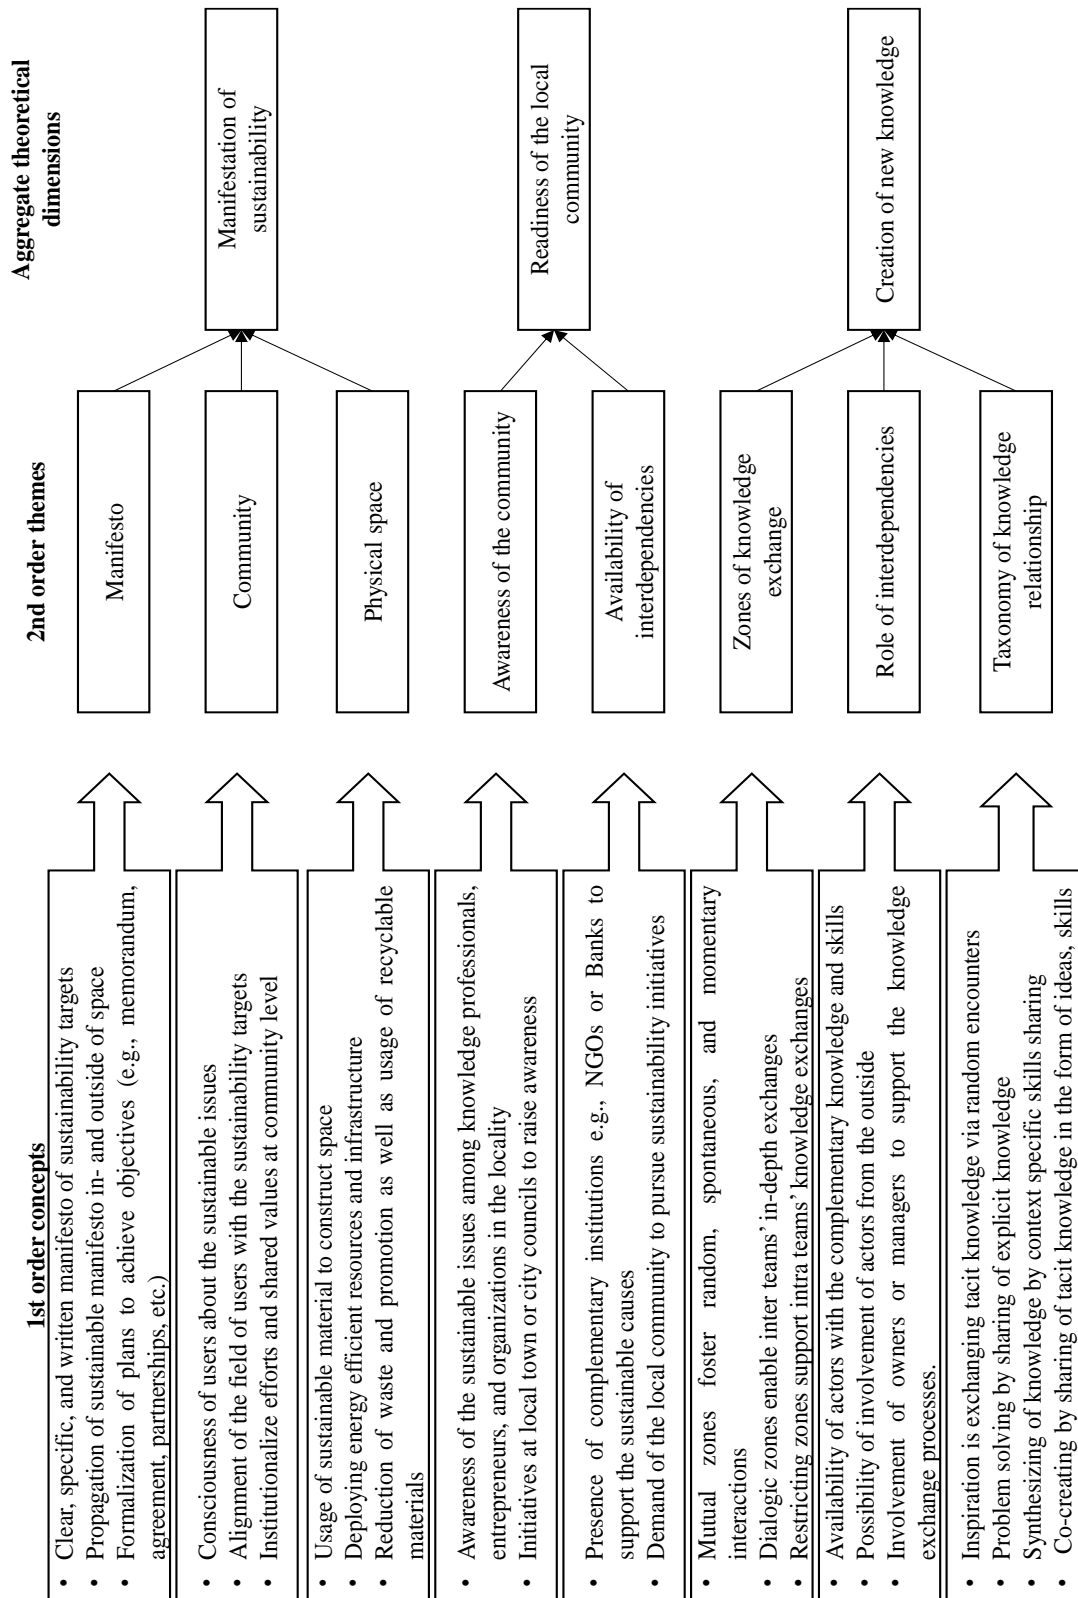 1st order concepts
2nd order themes
Aggregate theoretical
dimensions
• Clear, specific, and written manifesto of sustainability targets
• Propagation of sustainable manifesto in- and outside of space
• Formalization of plans to achieve objectives (e.g., memorandum,
agreement, partnerships, etc.)
Manifesto
• Consciousness of users about the sustainable issues
• Alignment of the field of users with the sustainability targets
• Institutionalize efforts and shared values at community level
Community
• Usage of sustainable material to construct space
• Deploying energy efficient resources and infrastructure
• Reduction of waste and promotion as well as usage of recyclable
materials
Physical space
Manifestation of
sustainability
• Awareness of the sustainable issues among knowledge professionals,
entrepreneurs, and organizations in the locality
• Initiatives at local town or city councils to raise awareness
Awareness of the community
• Presence of complementary institutions e.g., NGOs or Banks to
support the sustainable causes
• Demand of the local community to pursue sustainability initiatives
Availability of
interdependencies
Readiness of the local
community
• Mutual zones foster random, spontaneous, and momentary
interactions
• Dialogic zones enable inter teams' in-depth exchanges
• Restricting zones support intra teams' knowledge exchanges
Zones of knowledge
exchange
• Availability of actors with the complementary knowledge and skills
• Possibility of involvement of actors from the outside
• Involvement of owners or managers to support the knowledge
exchange processes.
Role of interdependencies
• Inspiration is exchanging tacit knowledge via random encounters
• Problem solving by sharing of explicit knowledge
• Synthesizing of knowledge by context specific skills sharing
• Co-creating by sharing of tacit knowledge in the form of ideas, skills
Taxonomy of knowledge
relationship
Creation of new knowledge